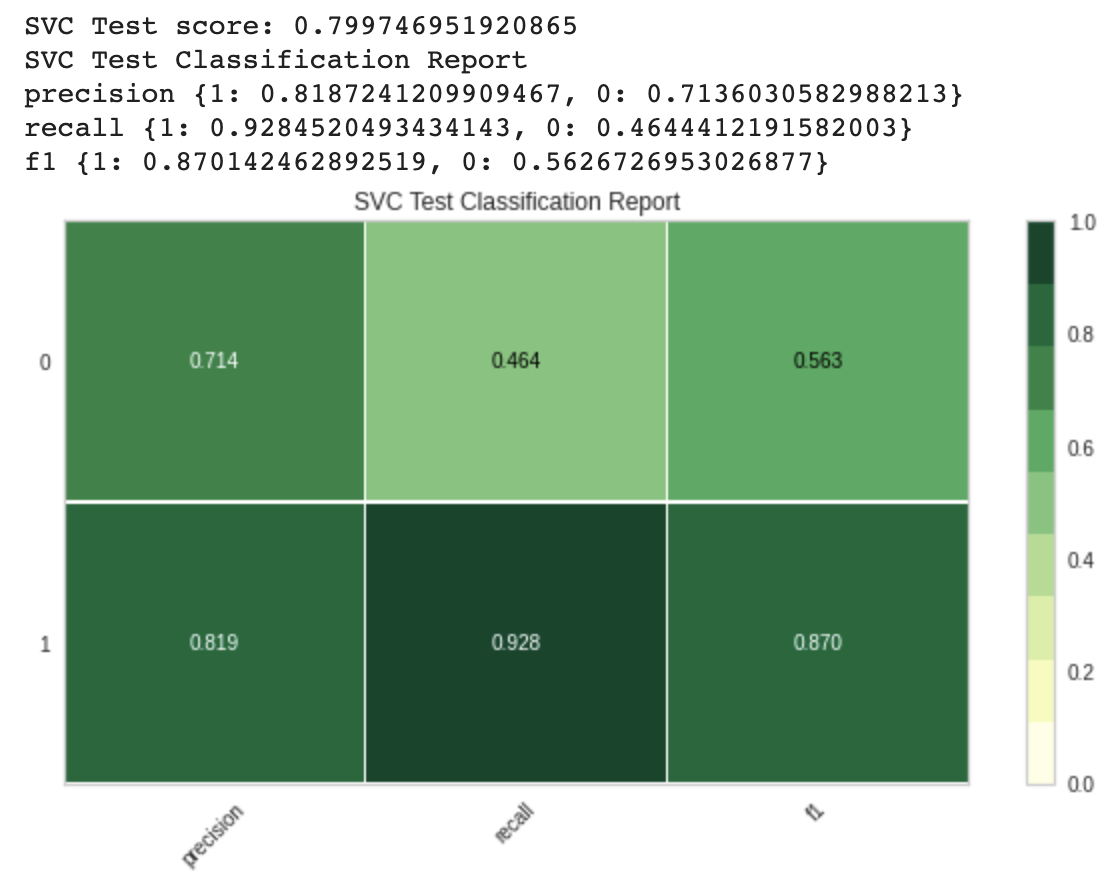 SVC Test score: 0.799746951920865
SVC Test Classification Report
precision {1: 0.8187241209909467, 0: 0.7136030582988213}
recall {1: 0.9284520493434143, 0: 0.4644412191582003}
f1 {1: 0.870142462892519, 0: 0.5626726953026877}
SVC Test Classification Report
1.0
0.8
0 0.714 0.464 0.563
0.6
0.4
1 0.819 0.928 0.870
0.2
0.0
precision recall f1